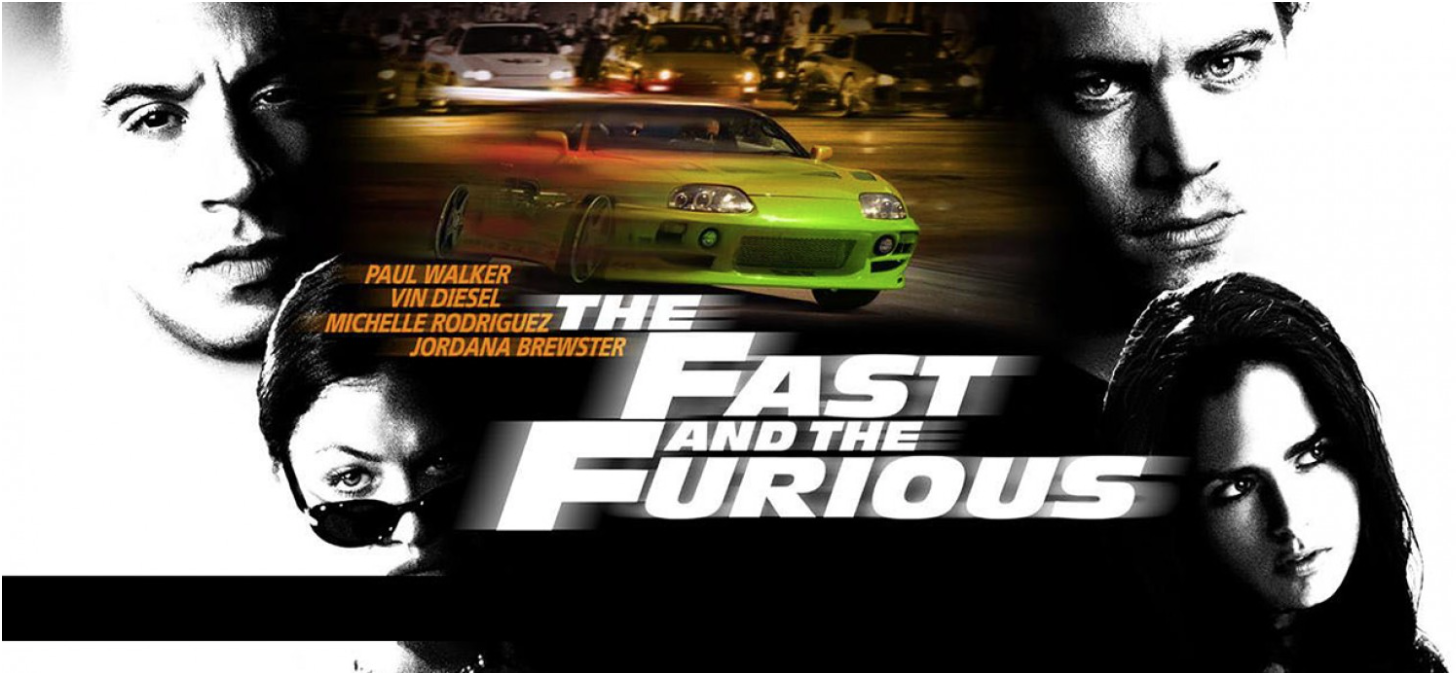 PAUL WALKER
VIN DIESEL
MICHELLE RODRIGUEZ
JORDANA BREWSTER
THE
FAST
AND THE
FURIOUS